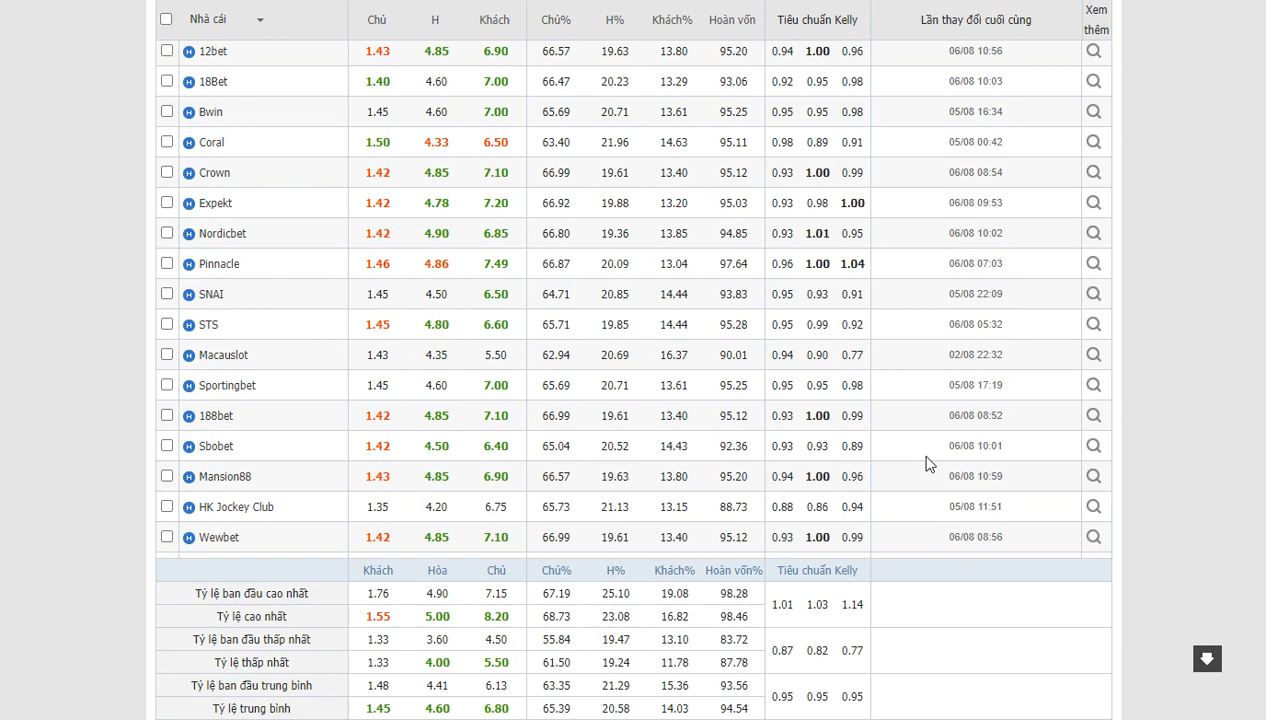 Nhà cái Chủ H Khách Chủ% H% Khách% Hoàn vốn Tiêu chuẩn Kelly Lần thay đổi cuối cùng Xem thêm
12bet 1.43 4.85 6.90 66.57 19.63 13.80 95.20 0.94 1.00 0.96 06/08 10:56
18Bet 1.40 4.60 7.00 66.47 20.23 13.29 93.06 0.92 0.95 0.98 06/08 10:03
Bwin 1.45 4.60 7.00 65.69 20.71 13.61 95.25 0.95 0.95 0.98 05/08 16:34
Coral 1.50 4.33 6.50 63.40 21.96 14.63 95.11 0.98 0.89 0.91 05/08 00:42
Crown 1.42 4.85 7.10 66.99 19.61 13.40 95.12 0.93 1.00 0.99 06/08 08:54
Expekt 1.42 4.78 7.20 66.92 19.88 13.20 95.03 0.93 0.98 1.00 06/08 09:53
Nordicbet 1.42 4.90 6.85 66.80 19.36 13.85 94.85 0.93 1.01 0.95 06/08 10:02
Pinnacle 1.46 4.86 7.49 66.87 20.09 13.04 97.64 0.96 1.00 1.04 06/08 07:03
SNAI 1.45 4.50 6.50 64.71 20.85 14.44 93.83 0.95 0.93 0.91 05/08 22:09
STS 1.45 4.80 6.60 65.71 19.85 14.44 95.28 0.95 0.99 0.92 06/08 05:32
Macauslot 1.43 4.35 5.50 62.94 20.69 16.37 90.01 0.94 0.90 0.77 02/08 22:32
Sportingbet 1.45 4.60 7.00 65.69 20.71 13.61 95.25 0.95 0.95 0.98 05/08 17:19
188bet 1.42 4.85 7.10 66.99 19.61 13.40 95.12 0.93 1.00 0.99 06/08 08:52
Sbobet 1.42 4.50 6.40 65.04 20.52 14.43 92.36 0.93 0.93 0.89 06/08 10:01
Mansion88 1.43 4.85 6.90 66.57 19.63 13.80 95.20 0.94 1.00 0.96 06/08 10:59
HK Jockey Club 1.35 4.20 6.75 65.73 21.13 13.15 88.73 0.88 0.86 0.94 05/08 11:51
Wewbet 1.42 4.85 7.10 66.99 19.61 13.40 95.12 0.93 1.00 0.99 06/08 08:56
Khách Hòa Chủ Chủ% H% Khách% Hoàn vốn% Tiêu chuẩn Kelly
Tỷ lệ ban đầu cao nhất 1.76 4.90 7.15 67.19 25.10 19.08 98.28 1.01 1.03 1.14
Tỷ lệ cao nhất 1.55 5.00 8.20 68.73 23.08 16.82 98.46
Tỷ lệ ban đầu thấp nhất 1.33 3.60 4.50 55.84 19.47 13.10 83.72 0.87 0.82 0.77
Tỷ lệ thấp nhất 1.33 4.00 5.50 61.50 19.24 11.78 87.78
Tỷ lệ ban đầu trung bình 1.48 4.41 6.13 63.35 21.29 15.36 93.56 0.95 0.95 0.95
Tỷ lệ trung bình 1.45 4.60 6.80 65.39 20.58 14.03 94.54